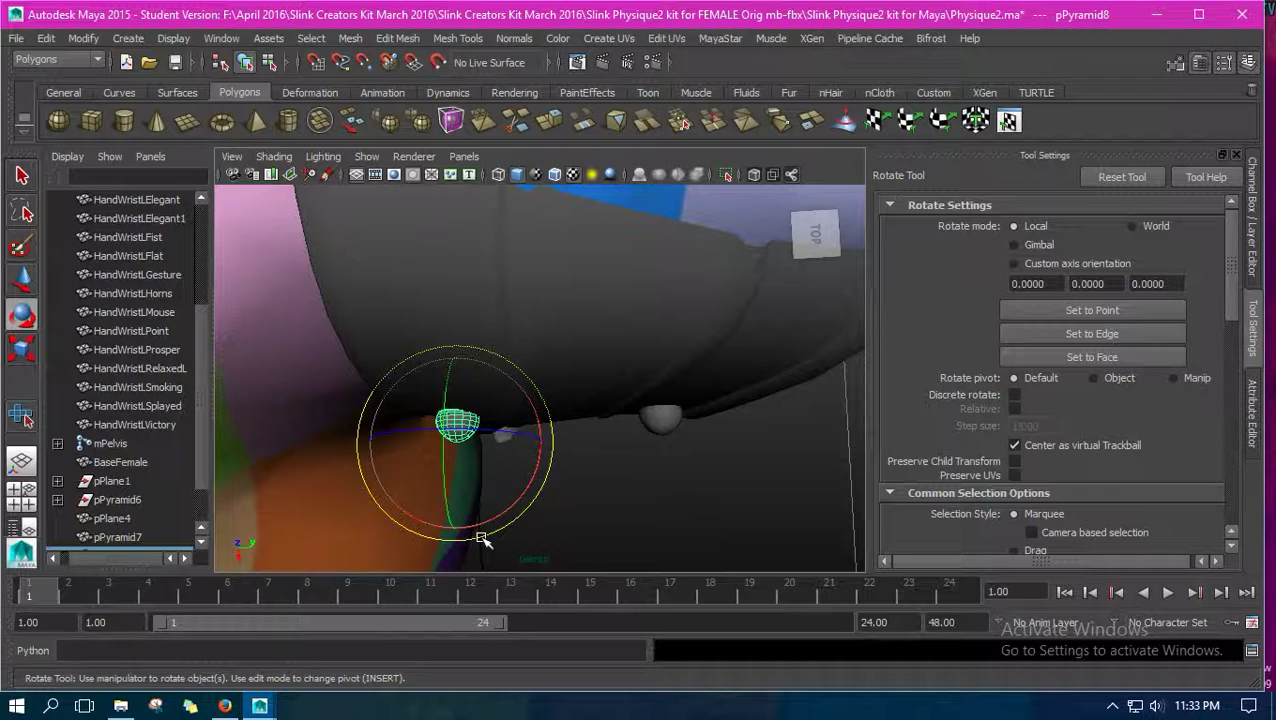 Autodesk Maya 2015 - Student Version: F:\April 2016\Slink Creators Kit March 2016\Slink Creators Kit March 2016\Slink Physique2 kit for FEMALE Orig mb-fbx\Slink Physique2 kit for Maya\Physique2.ma* --- pPyramid8
File Edit Modify Create Display Window Assets Select Mesh Edit Mesh Mesh Tools Normals Color Create UVs Edit UVs MayaStar Muscle XGen Pipeline Cache Bifrost Help
Polygons No Live Surface
General Curves Surfaces Polygons Deformation Animation Dynamics Rendering PaintEffects Toon Muscle Fluids Fur nHair nCloth Custom XGen TURTLE
Display Show Panels
View Shading Lighting Show Renderer Panels
HandWristLElegant
HandWristLElegant1
HandWristLFist
HandWristLFlat
HandWristLGesture
HandWristLHorns
HandWristLMouse
HandWristLPoint
HandWristLProsper
HandWristLRelaxedL
HandWristLSmoking
HandWristLSplayed
HandWristLVictory
mPelvis
BaseFemale
pPlane1
pPyramid6
pPlane4
pPyramid7
TOP
persp
Tool Settings
Rotate Tool Reset Tool Tool Help
Rotate Settings
Rotate mode: Local World
Gimbal
Custom axis orientation
0.0000 0.0000 0.0000
Set to Point
Set to Edge
Set to Face
Rotate pivot: Default Object Manip
Discrete rotate:
Relative:
Step size:
Center as virtual Trackball
Preserve Child Transform
Preserve UVs
Common Selection Options
Selection Style: Marquee
Camera based selection
Drag
Channel Box / Layer Editor
Tool Settings
Attribute Editor
1 2 3 4 5 6 7 8 9 10 11 12 13 14 15 16 17 18 19 20 21 22 23 24
1 1.00
1.00 1.00 1 24 24.00 48.00 No Anim Layer No Character Set
Python
Activate Windows
Go to Settings to activate Windows.
Rotate Tool: Use manipulator to rotate object(s). Use edit mode to change pivot (INSERT).
MAYA
11:33 PM